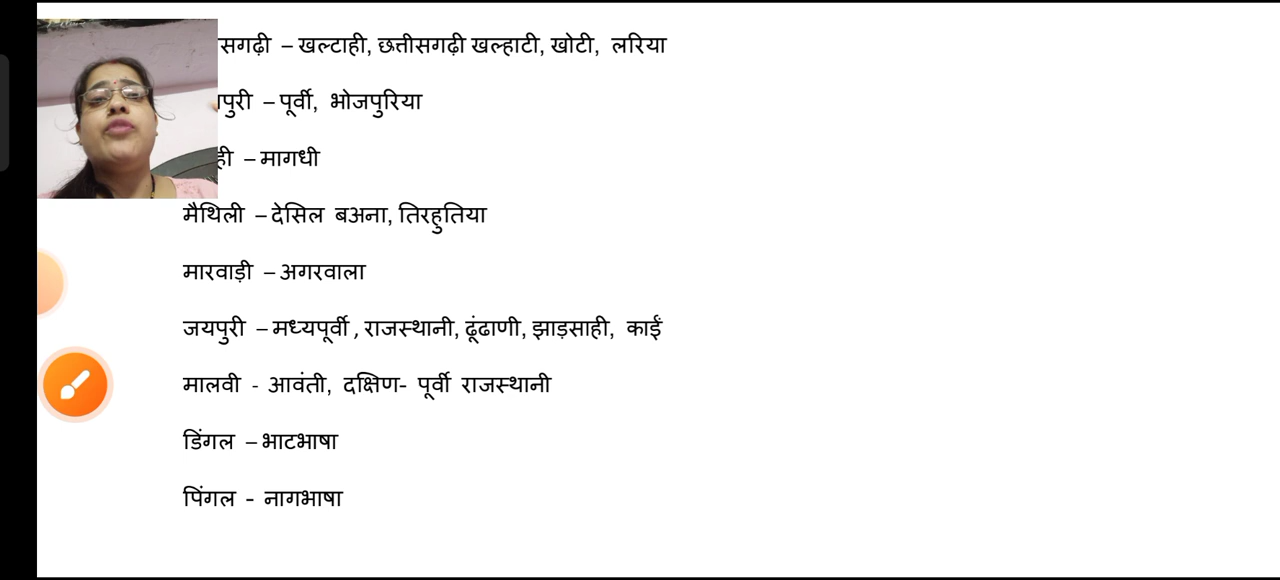 सगढ़ी – खल्टाही, छत्तीसगढ़ी खल्हाटी, खोटी, लरिया
पुरी – पूर्वी, भोजपुरिया
ही – मागधी
मैथिली – देसिल बअना, तिरहुतिया
मारवाड़ी – अगरवाला
जयपुरी – मध्यपूर्वी , राजस्थानी, ढूंढाणी, झाड़साही, काईं
मालवी - आवंती, दक्षिण- पूर्वी राजस्थानी
डिंगल – भाटभाषा
पिंगल - नागभाषा